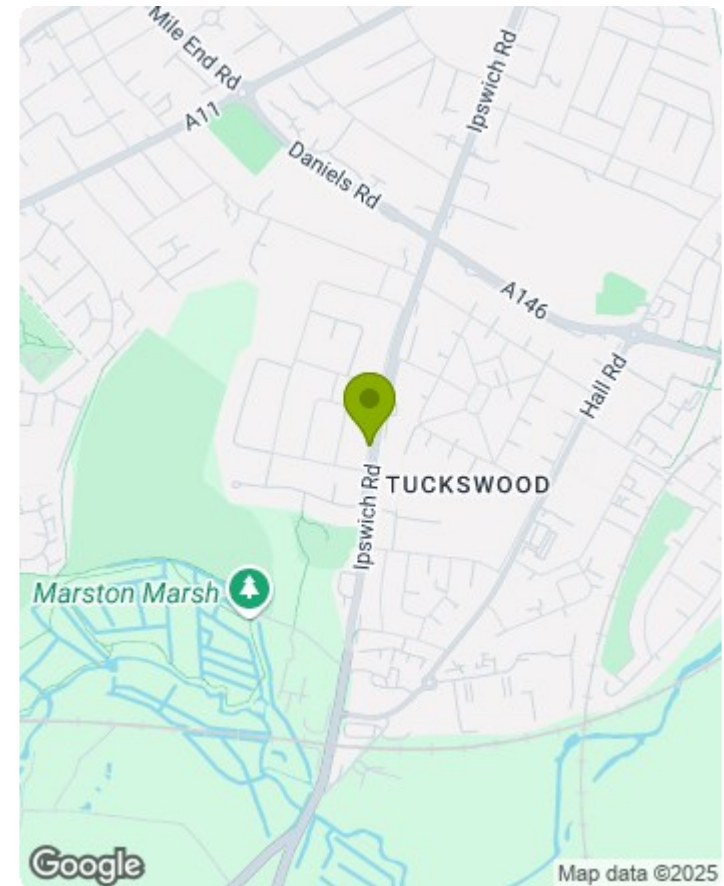 Mile End Rd
Ipswich Rd
A11
Daniels Rd
A146
Hall Rd
TUCKSWOOD
Ipswich Rd
Marston Marsh
Google
Map data ©2025